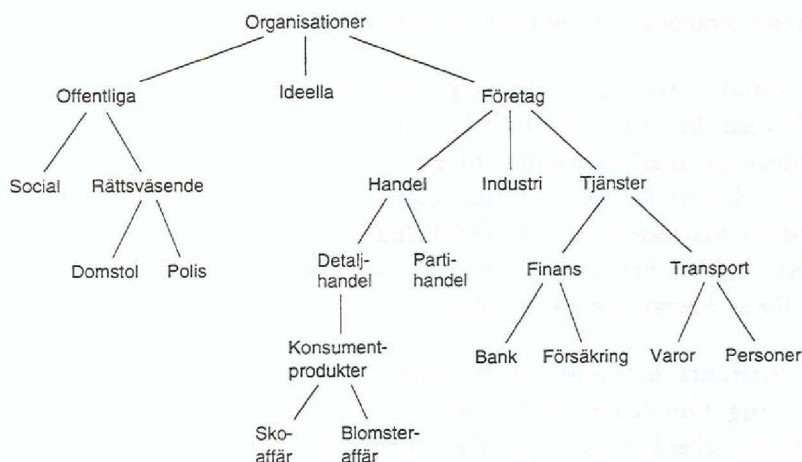 Organisationer
Offentliga Ideella Företag
Social Rättsväsende Handel Industri Tjänster
Domstol Polis Detalj- Parti- Finans Transport
handel handel
Konsument- Bank Försäkring Varor Personer
produkter
Sko- Blomster-
affär affär